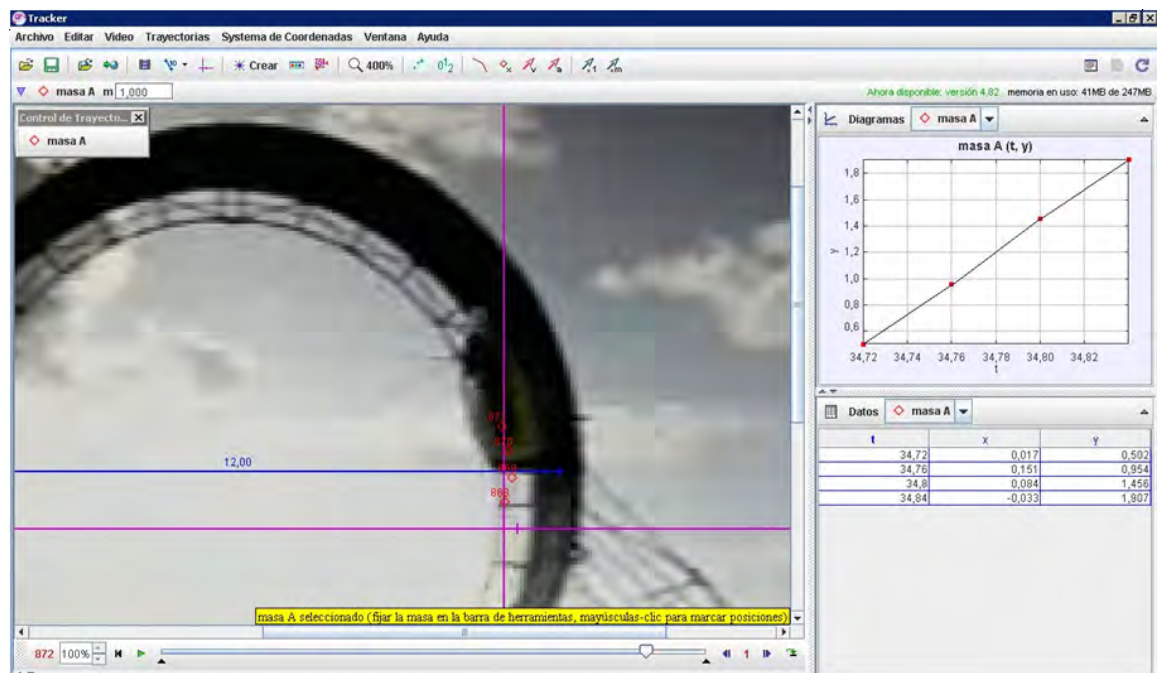 Tracker
Archivo Editar Video Trayectorias Systema de Coordenadas Ventana Ayuda
Crear 400%
masa A m 1,000 Ahora disponible: versión 4,82 memoria en uso: 41MB de 247MB
Control de Trayecto...
masa A
Diagramas masa A
masa A (t, y)
1,8
1,6
1,4
y 1,2
1,0
0,8
0,6
34,72 34,74 34,76 34,78 34,80 34,82
t
12,00
868
Datos masa A
t x y
34,72 0,017 0,502
34,76 0,151 0,954
34,8 0,084 1,456
34,84 -0,033 1,907
masa A seleccionado (fijar la masa en la barra de herramientas, mayúsculas-clic para marcar posiciones)
872 100% 1